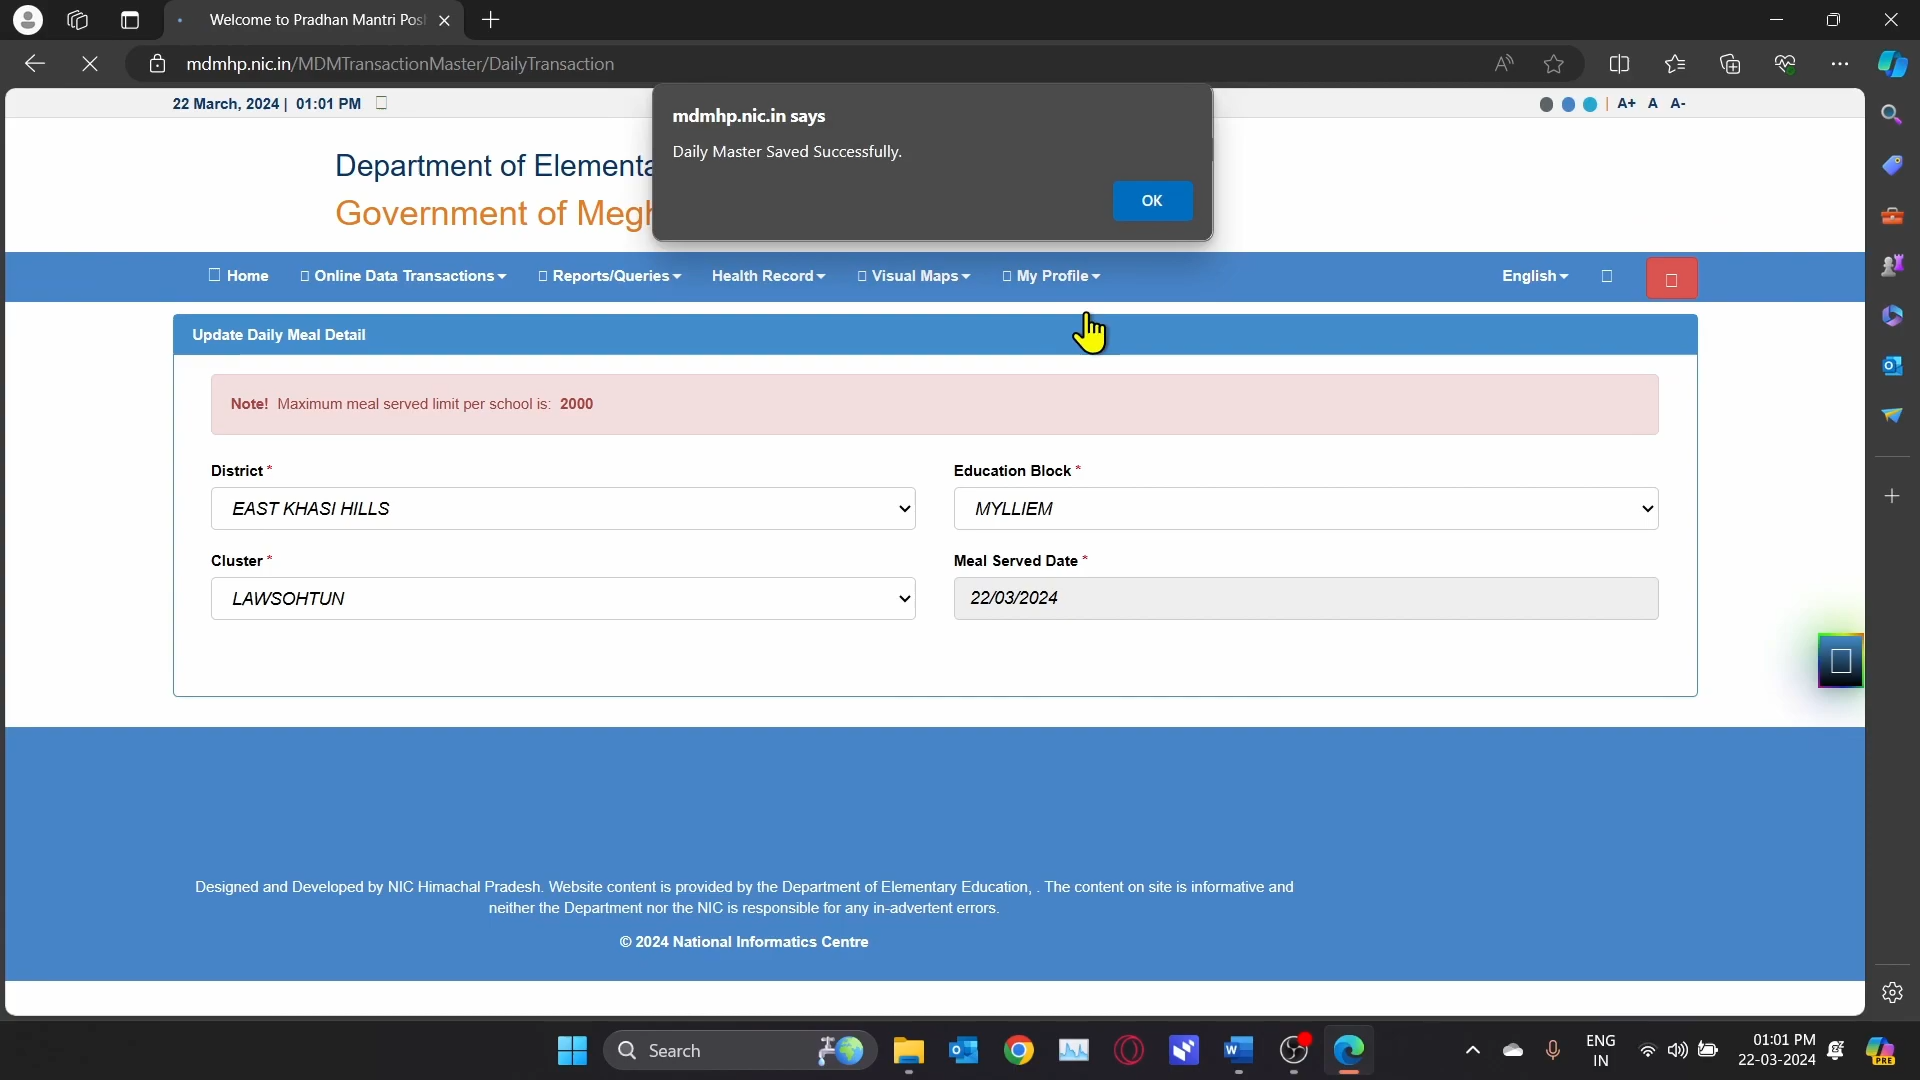 Welcome to Pradhan Mantri Pos
mdmhp.nic.in/MDMTransactionMaster/DailyTransaction
22 March, 2024 | 01:01 PM
A+ A A-
mdmhp.nic.in says
Daily Master Saved Successfully.
OK
Department of Elementa
Government of Megh
Home Online Data Transactions Reports/Queries Health Record Visual Maps My Profile English
Update Daily Meal Detail
Note! Maximum meal served limit per school is: 2000
District * Education Block *
EAST KHASI HILLS MYLLIEM
Cluster * Meal Served Date *
LAWSOHTUN 22/03/2024
Designed and Developed by NIC Himachal Pradesh. Website content is provided by the Department of Elementary Education, . The content on site is informative and
neither the Department nor the NIC is responsible for any in-advertent errors.
© 2024 National Informatics Centre
Search
ENG
IN
01:01 PM
22-03-2024
PRE